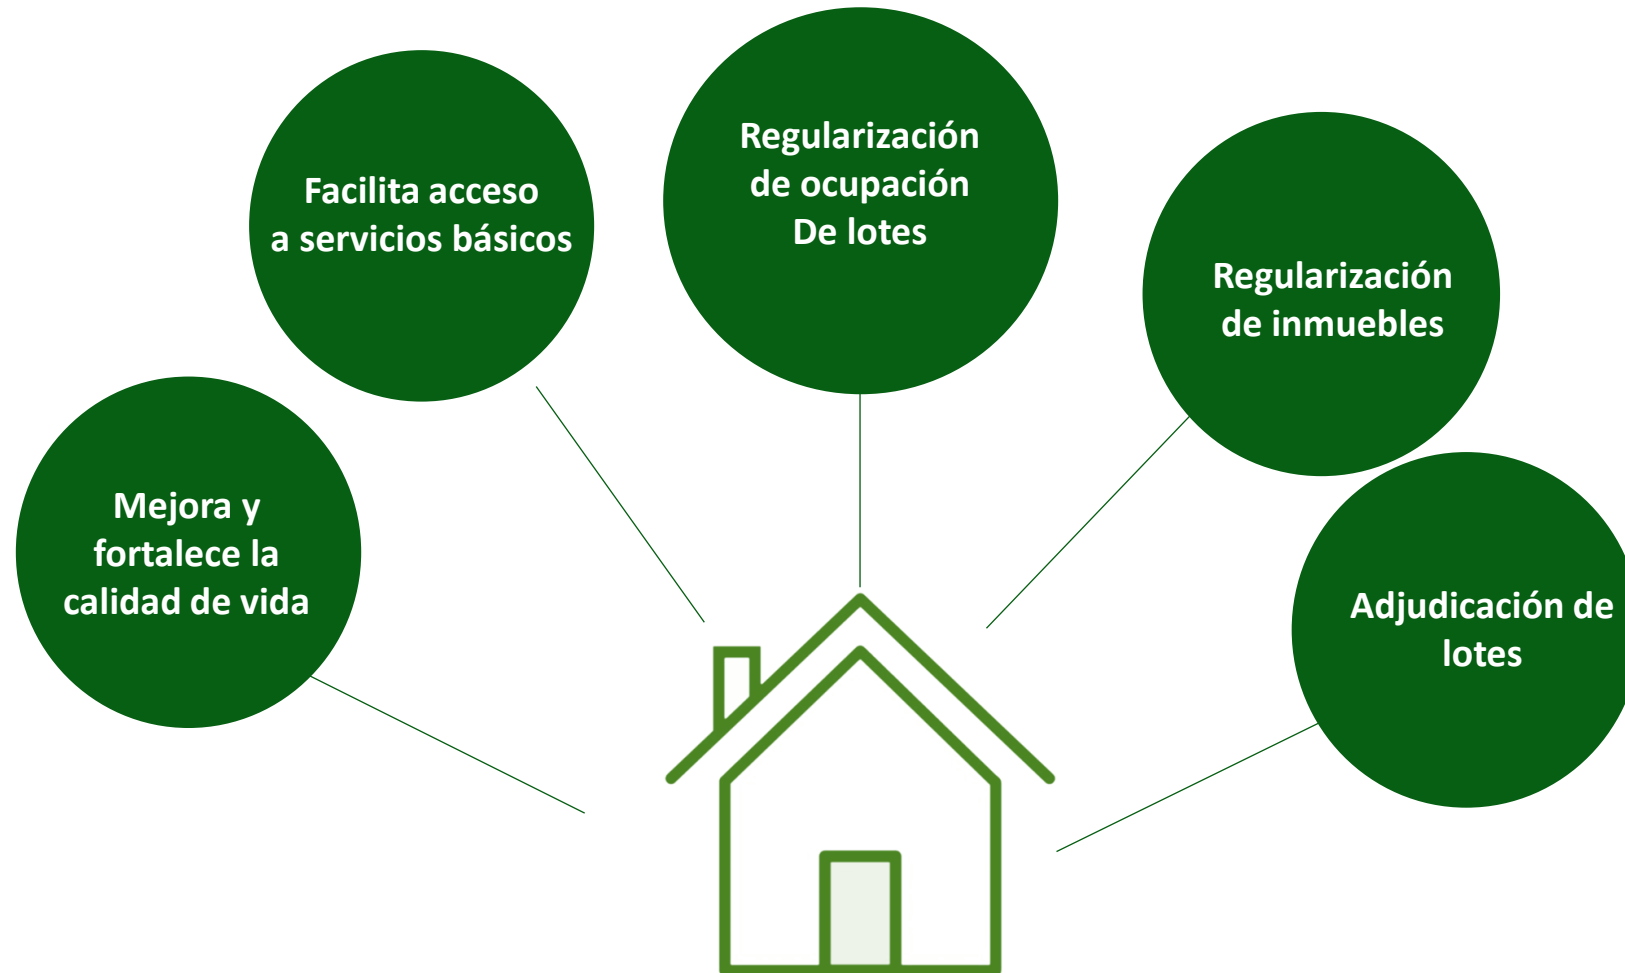 Mejora y
fortalece la
calidad de vida
Facilita acceso
a servicios básicos
Regularización
de ocupación
De lotes
Regularización
de inmuebles
Adjudicación de
lotes